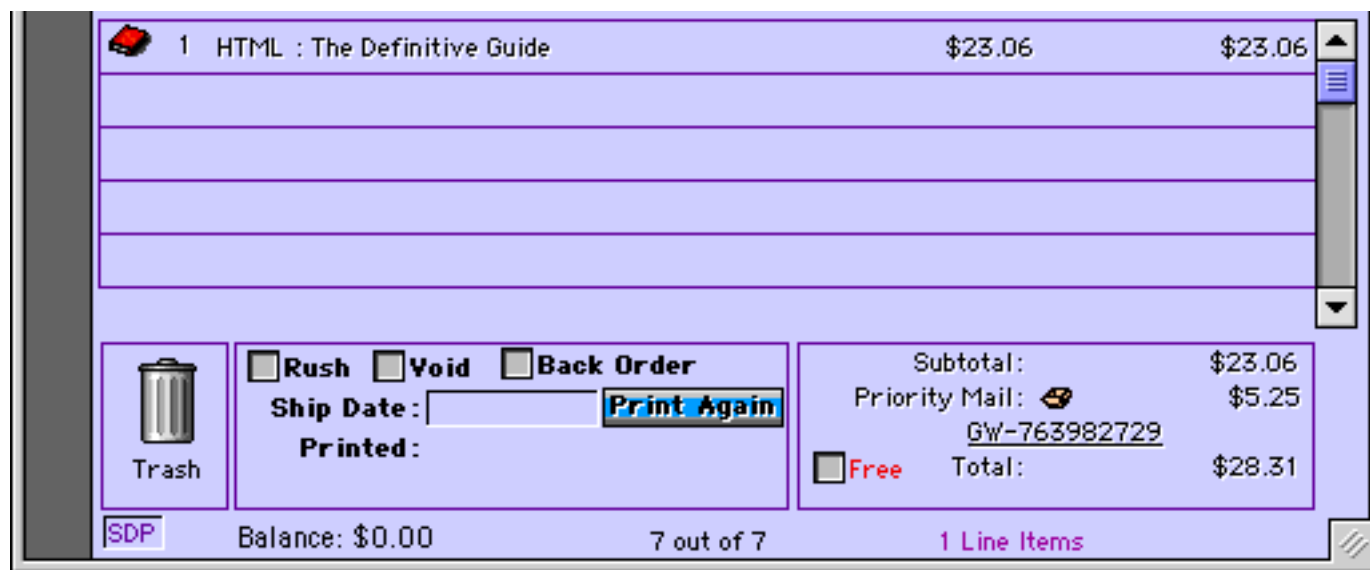 1 HTML : The Definitive Guide $23.06 $23.06
Rush Void Back Order
Ship Date: Print Again
Printed:
Trash
Subtotal: $23.06
Priority Mail: $5.25
GW-763982729
Free Total: $28.31
SDP Balance: $0.00 7 out of 7 1 Line Items